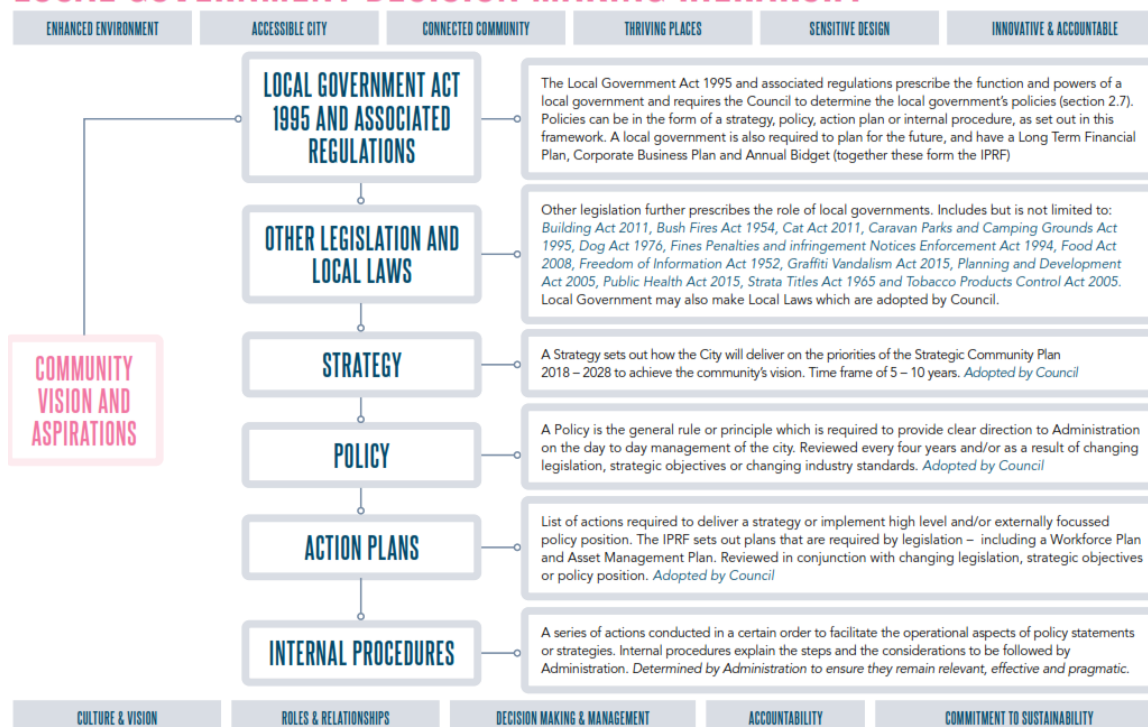 LOCAL GOVERNMENT DECISION MAKING HIERARCHY
ENHANCED ENVIRONMENT
ACCESSIBLE CITY
CONNECTED COMMUNITY
THRIVING PLACES
SENSITIVE DESIGN
INNOVATIVE & ACCOUNTABLE
LOCAL GOVERNMENT ACT
1995 AND ASSOCIATED
REGULATIONS
The Local Government Act 1995 and associated regulations prescribe the function and powers of a
local government and requires the Council to determine the local government's policies (section 2.7).
Policies can be in the form of a strategy, policy, action plan or internal procedure, as set out in this
framework. A local government is also required to plan for the future, and have a Long Term Financial
Plan, Corporate Business Plan and Annual Budget (together these form the IPRF)
OTHER LEGISLATION AND
LOCAL LAWS
Other legislation further prescribes the role of local governments. Includes but is not limited to:
Building Act 2011, Bush Fires Act 1954, Cat Act 2011, Caravan Parks and Camping Grounds Act
1995, Dog Act 1976, Fines Penalties and infringement Notices Enforcement Act 1994, Food Act
2008, Freedom of Information Act 1952, Graffiti Vandalism Act 2015, Planning and Development
Act 2005, Public Health Act 2015, Strata Titles Act 1965 and Tobacco Products Control Act 2005.
Local Government may also make Local Laws which are adopted by Council.
COMMUNITY
VISION AND
ASPIRATIONS
STRATEGY
A Strategy sets out how the City will deliver on the priorities of the Strategic Community Plan
2018 – 2028 to achieve the community's vision. Time frame of 5 – 10 years. Adopted by Council
POLICY
A Policy is the general rule or principle which is required to provide clear direction to Administration
on the day to day management of the city. Reviewed every four years and/or as a result of changing
legislation, strategic objectives or changing industry standards. Adopted by Council
ACTION PLANS
List of actions required to deliver a strategy or implement high level and/or externally focussed
policy position. The IPRF sets out plans that are required by legislation – including a Workforce Plan
and Asset Management Plan. Reviewed in conjunction with changing legislation, strategic objectives
or policy position. Adopted by Council
INTERNAL PROCEDURES
A series of actions conducted in a certain order to facilitate the operational aspects of policy statements
or strategies. Internal procedures explain the steps and the considerations to be followed by
Administration. Determined by Administration to ensure they remain relevant, effective and pragmatic.
CULTURE & VISION
ROLES & RELATIONSHIPS
DECISION MAKING & MANAGEMENT
ACCOUNTABILITY
COMMITMENT TO SUSTAINABILITY